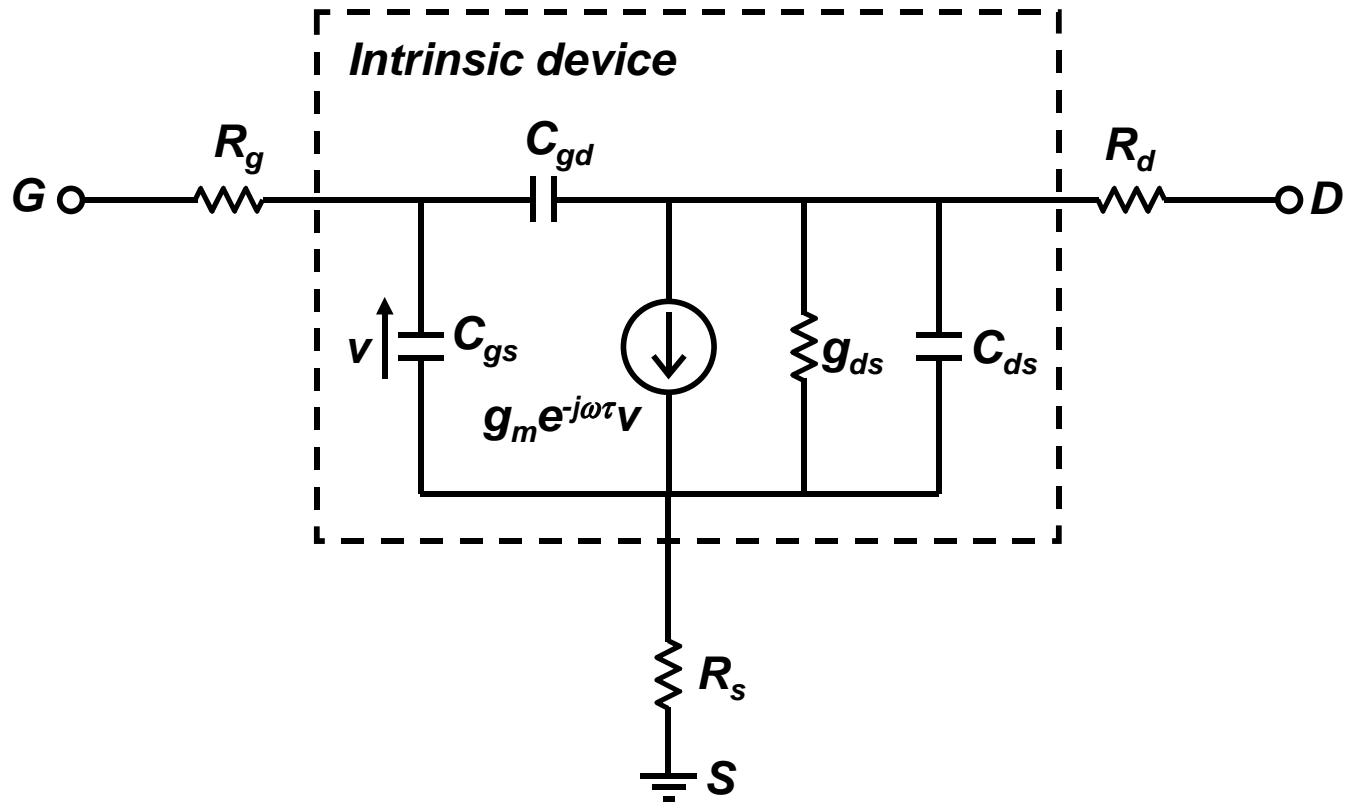 Intrinsic device
R_g
C_gd
R_d
G
D
v
C_gs
g_ds
C_ds
g_m e^-jωτ v
R_s
S